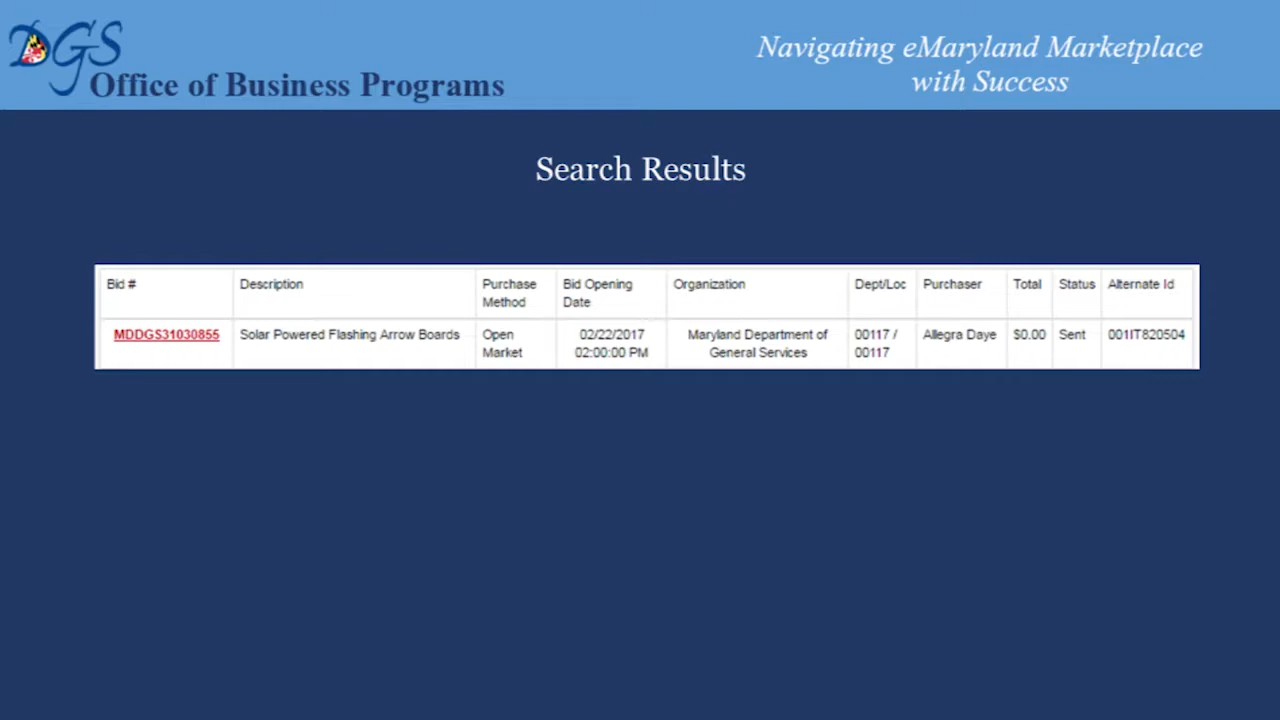 DGS
Office of Business Programs
Navigating eMaryland Marketplace
with Success
Search Results
Bid # Description Purchase Method Bid Opening Date Organization Dept/Loc Purchaser Total Status Alternate Id
MDDGS31030855 Solar Powered Flashing Arrow Boards Open Market 02/22/2017 02:00:00 PM Maryland Department of General Services 00117 / 00117 Allegra Daye $0.00 Sent 001IT820504